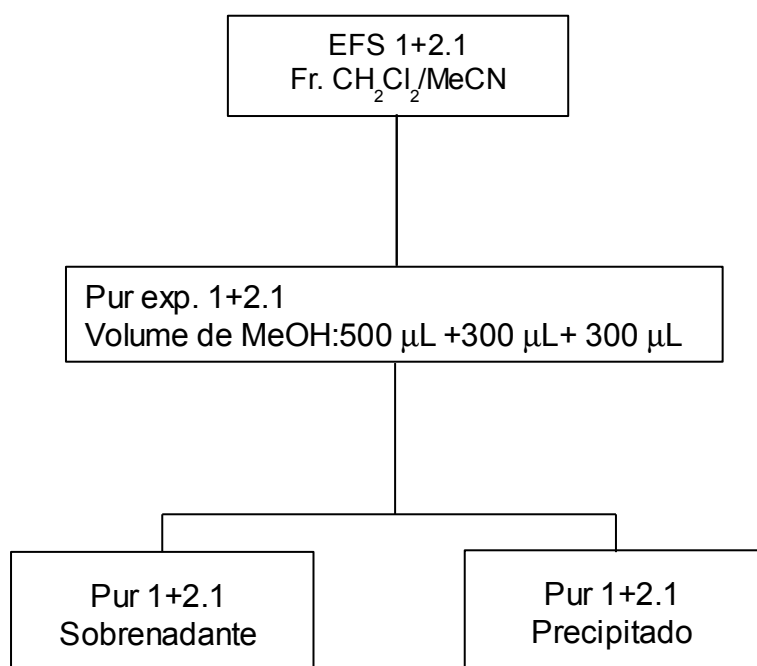 EFS 1+2.1
Fr. CH₂Cl₂/MeCN
Pur exp. 1+2.1
Volume de MeOH:500 μL +300 μL+ 300 μL
Pur 1+2.1
Sobrenadante
Pur 1+2.1
Precipitado